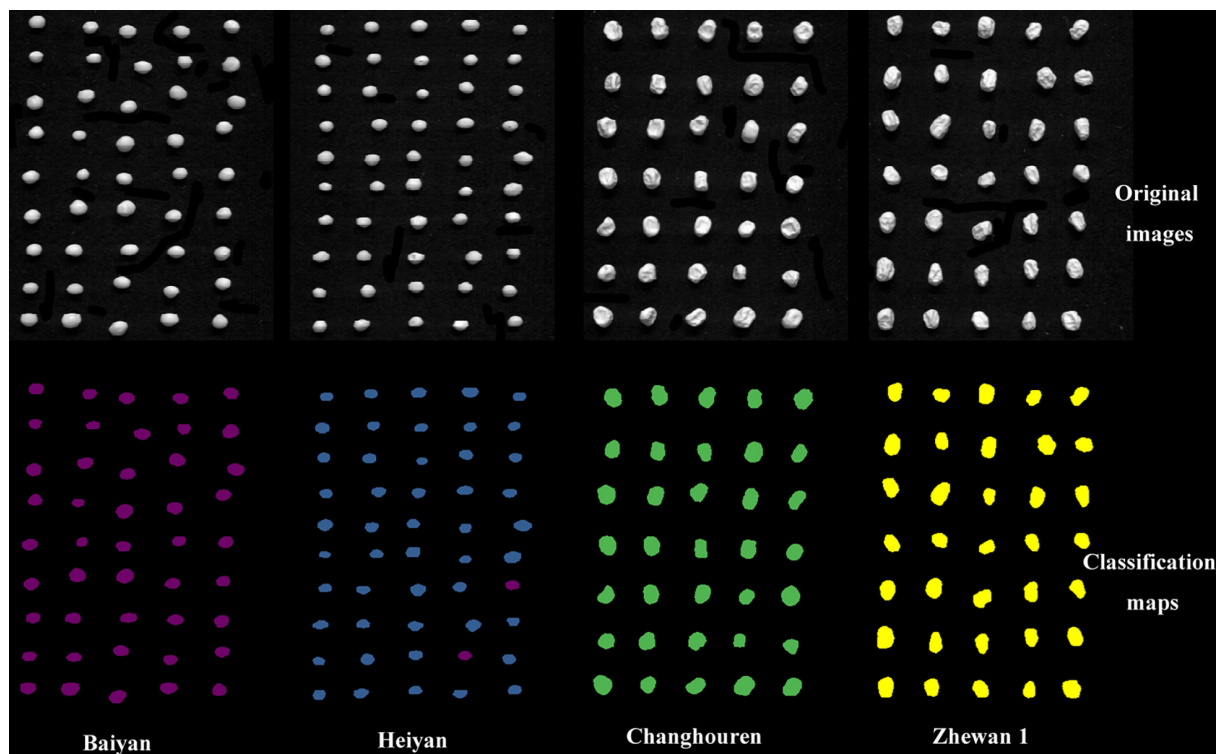 Original
images
Classification
maps
Baiyan
Heiyan
Changhouren
Zhewan 1